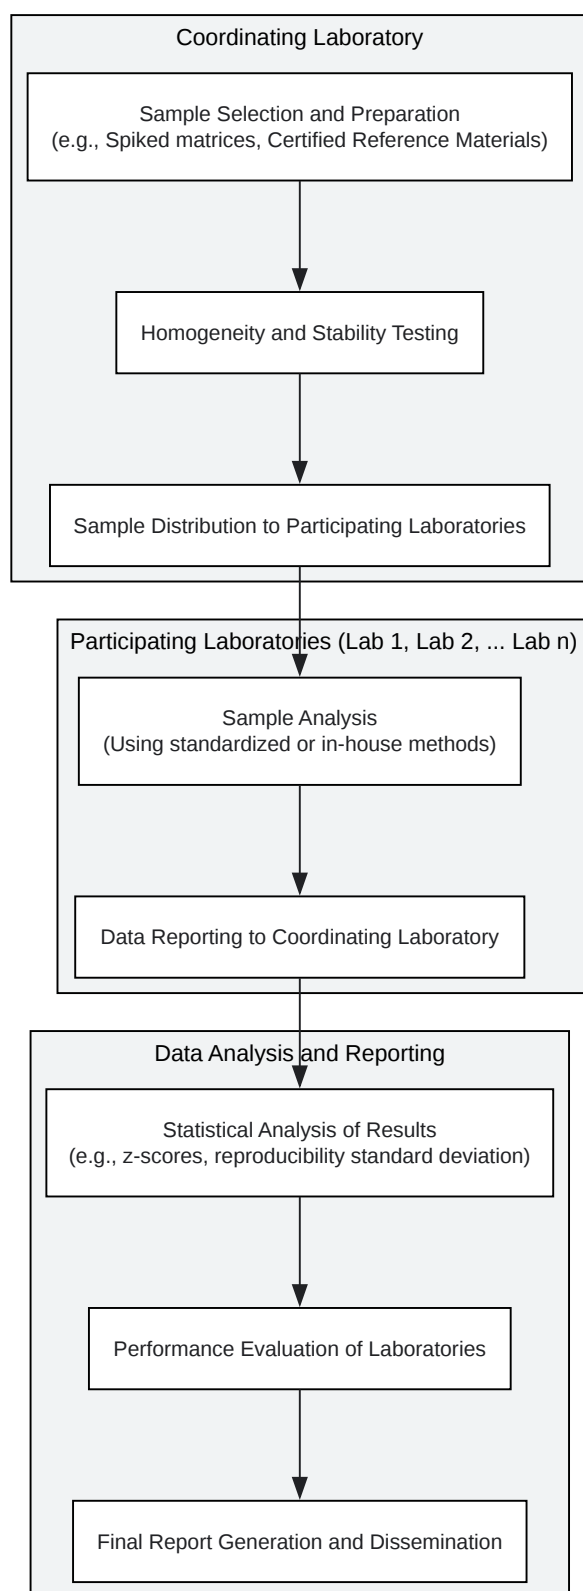 Coordinating Laboratory
Sample Selection and Preparation
(e.g., Spiked matrices, Certified Reference Materials)
Homogeneity and Stability Testing
Sample Distribution to Participating Laboratories
Participating Laboratories (Lab 1, Lab 2, ... Lab n)
Sample Analysis
(Using standardized or in-house methods)
Data Reporting to Coordinating Laboratory
Data Analysis and Reporting
Statistical Analysis of Results
(e.g., z-scores, reproducibility standard deviation)
Performance Evaluation of Laboratories
Final Report Generation and Dissemination